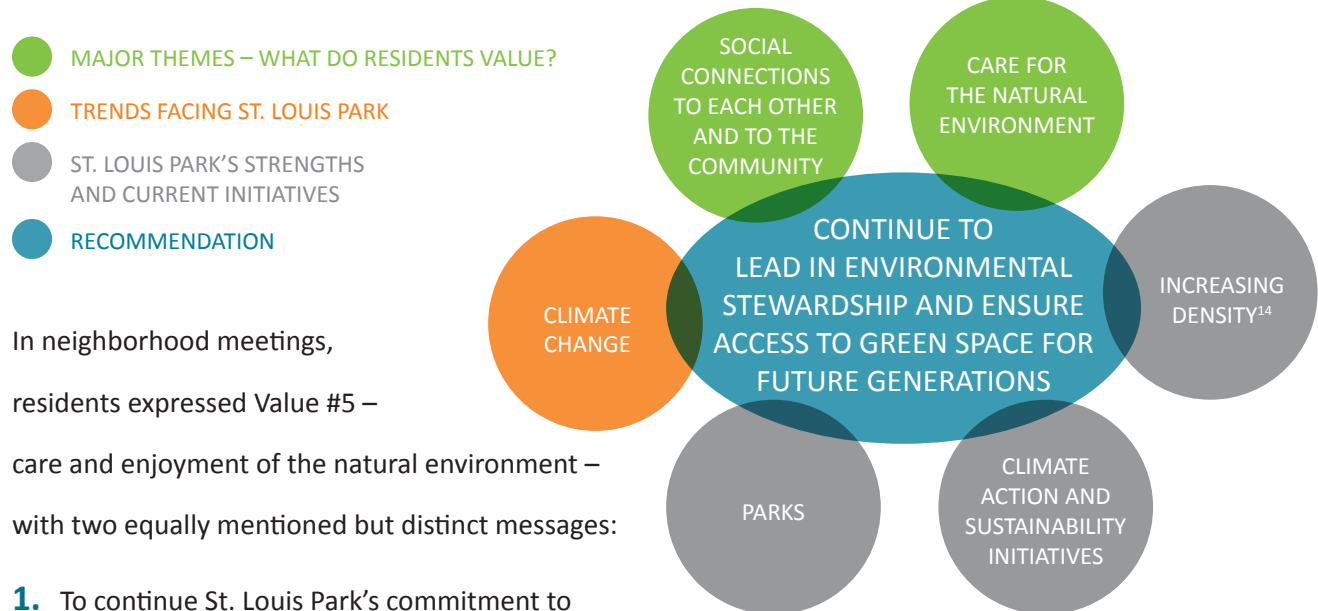 MAJOR THEMES – WHAT DO RESIDENTS VALUE?
TRENDS FACING ST. LOUIS PARK
ST. LOUIS PARK’S STRENGTHS
AND CURRENT INITIATIVES
RECOMMENDATION
SOCIAL
CONNECTIONS
TO EACH OTHER
AND TO THE
COMMUNITY
CARE FOR
THE NATURAL
ENVIRONMENT
CLIMATE
CHANGE
CONTINUE TO
LEAD IN ENVIRONMENTAL
STEWARDSHIP AND ENSURE
ACCESS TO GREEN SPACE FOR
FUTURE GENERATIONS
INCREASING
DENSITY¹⁴
PARKS
CLIMATE
ACTION AND
SUSTAINABILITY
INITIATIVES
In neighborhood meetings,
residents expressed Value #5 –
care and enjoyment of the natural environment –
with two equally mentioned but distinct messages:
1. To continue St. Louis Park’s commitment to